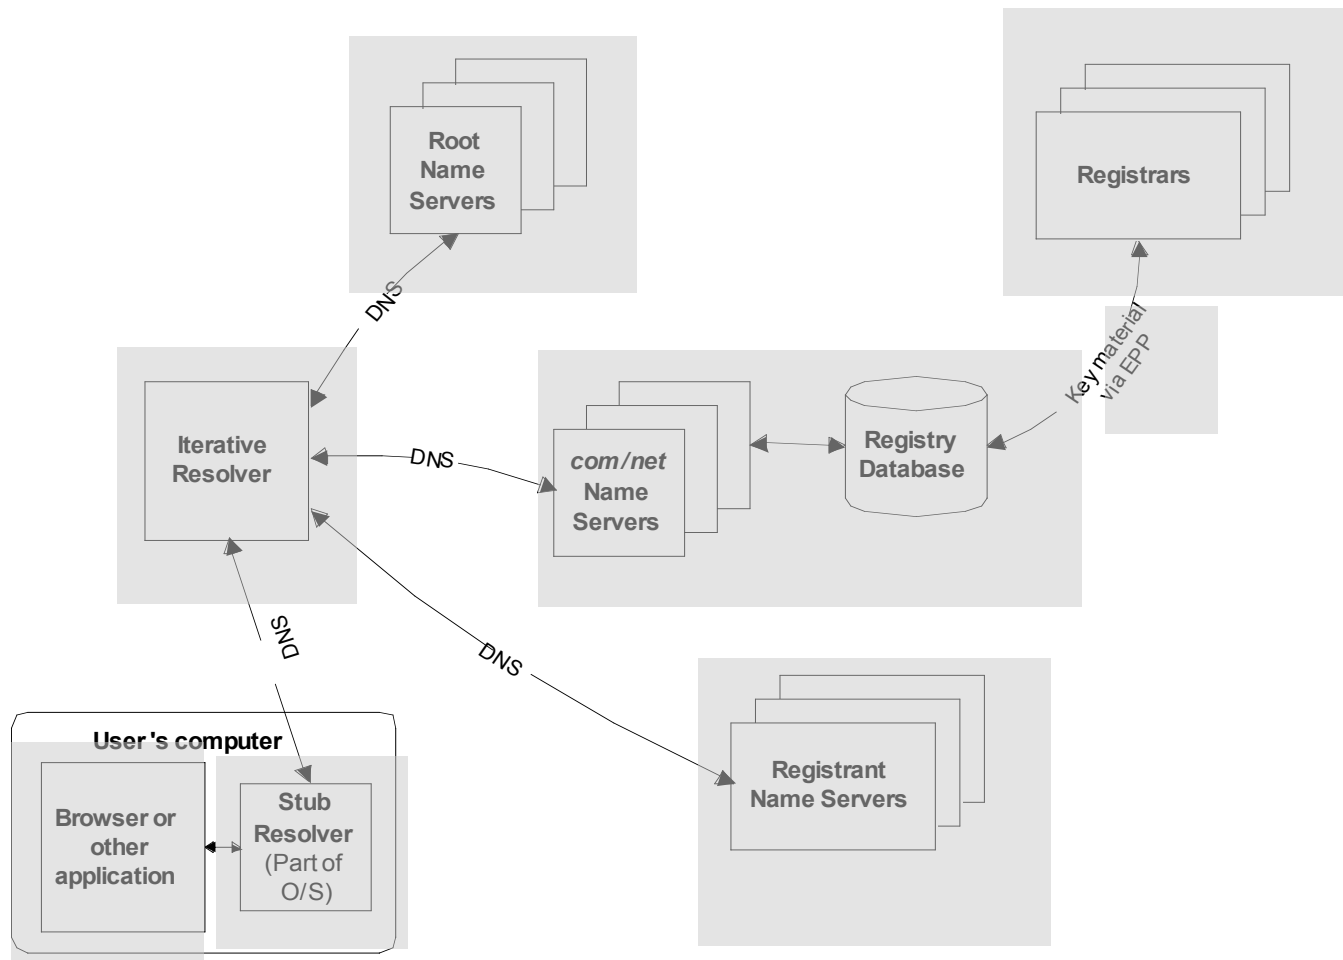 Root
Name
Servers
Registrars
DNS
Key material
via EPP
Iterative
Resolver
DNS
com/net
Name
Servers
Registry
Database
DNS
DNS
User's computer
Browser or
other
application
Stub
Resolver
(Part of
O/S)
Registrant
Name Servers